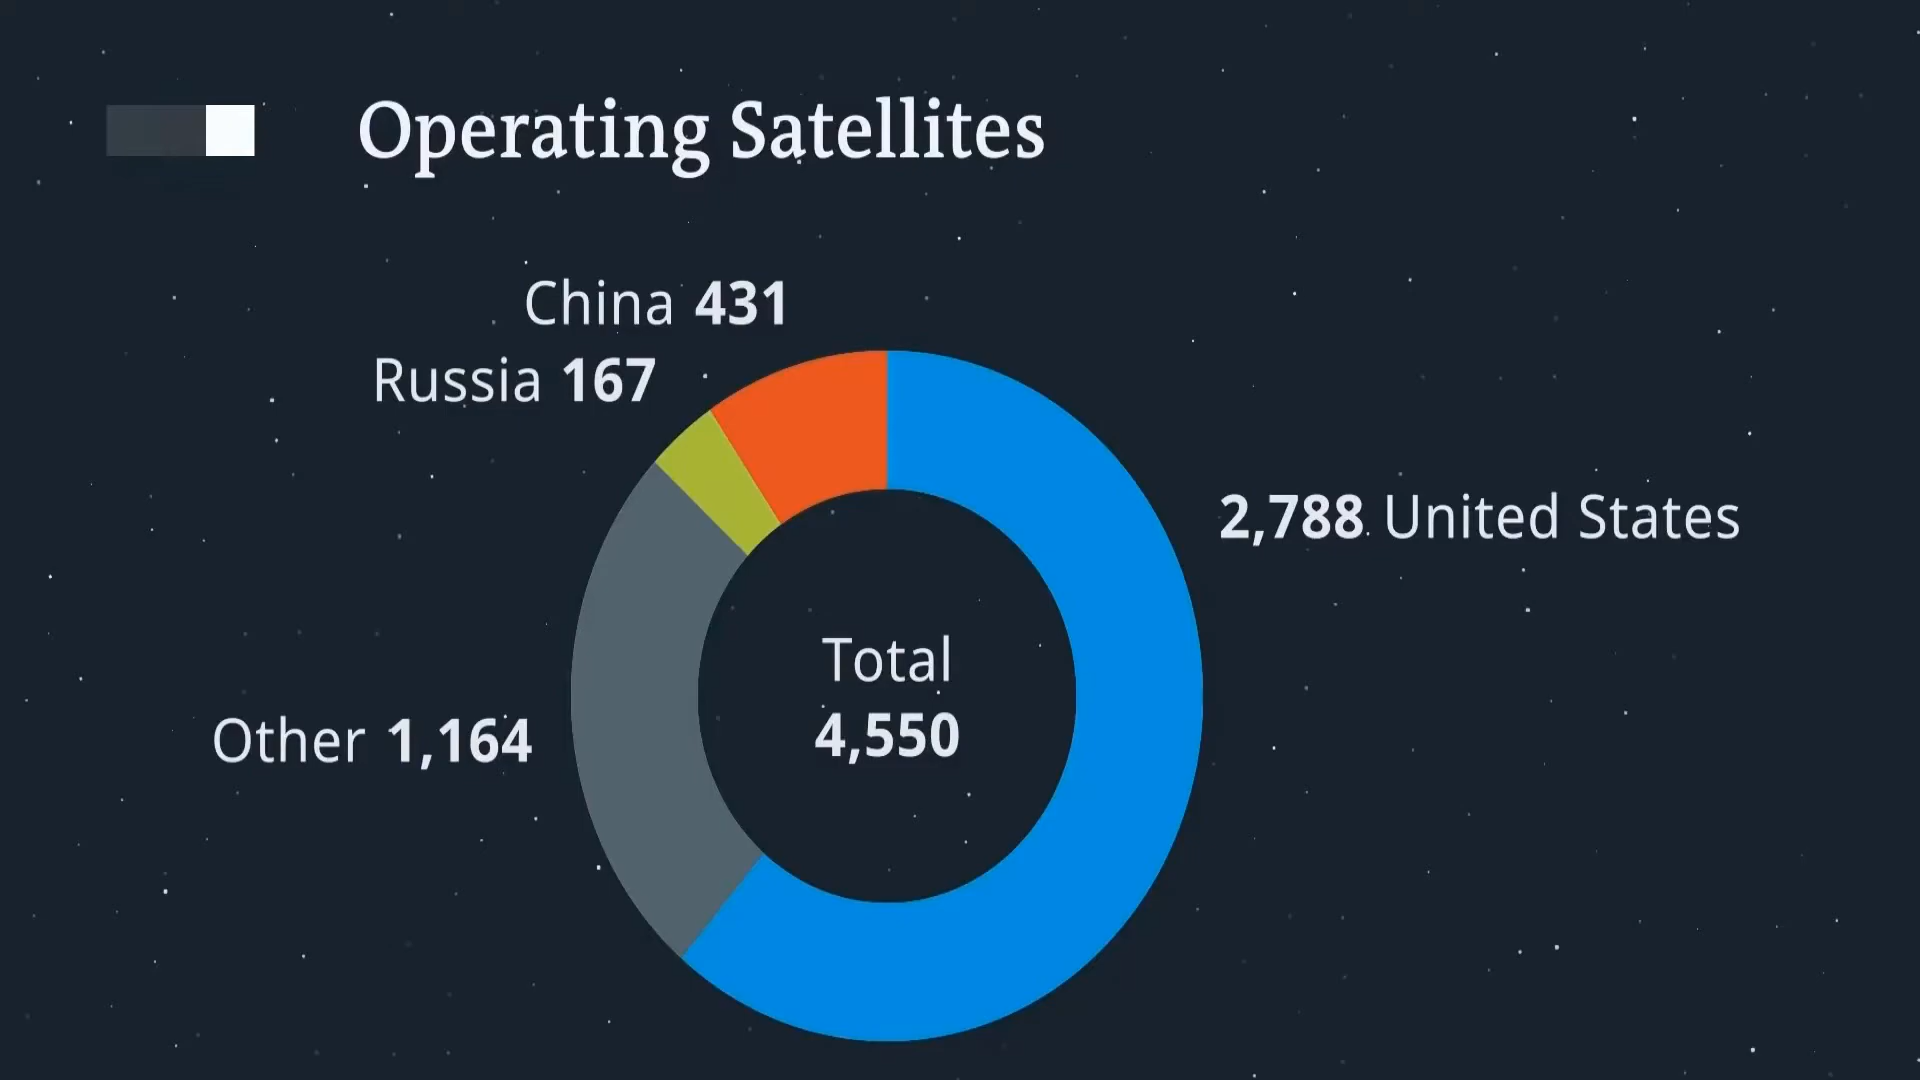 Operating Satellites
China 431
Russia 167
2,788 United States
Total
4,550
Other 1,164